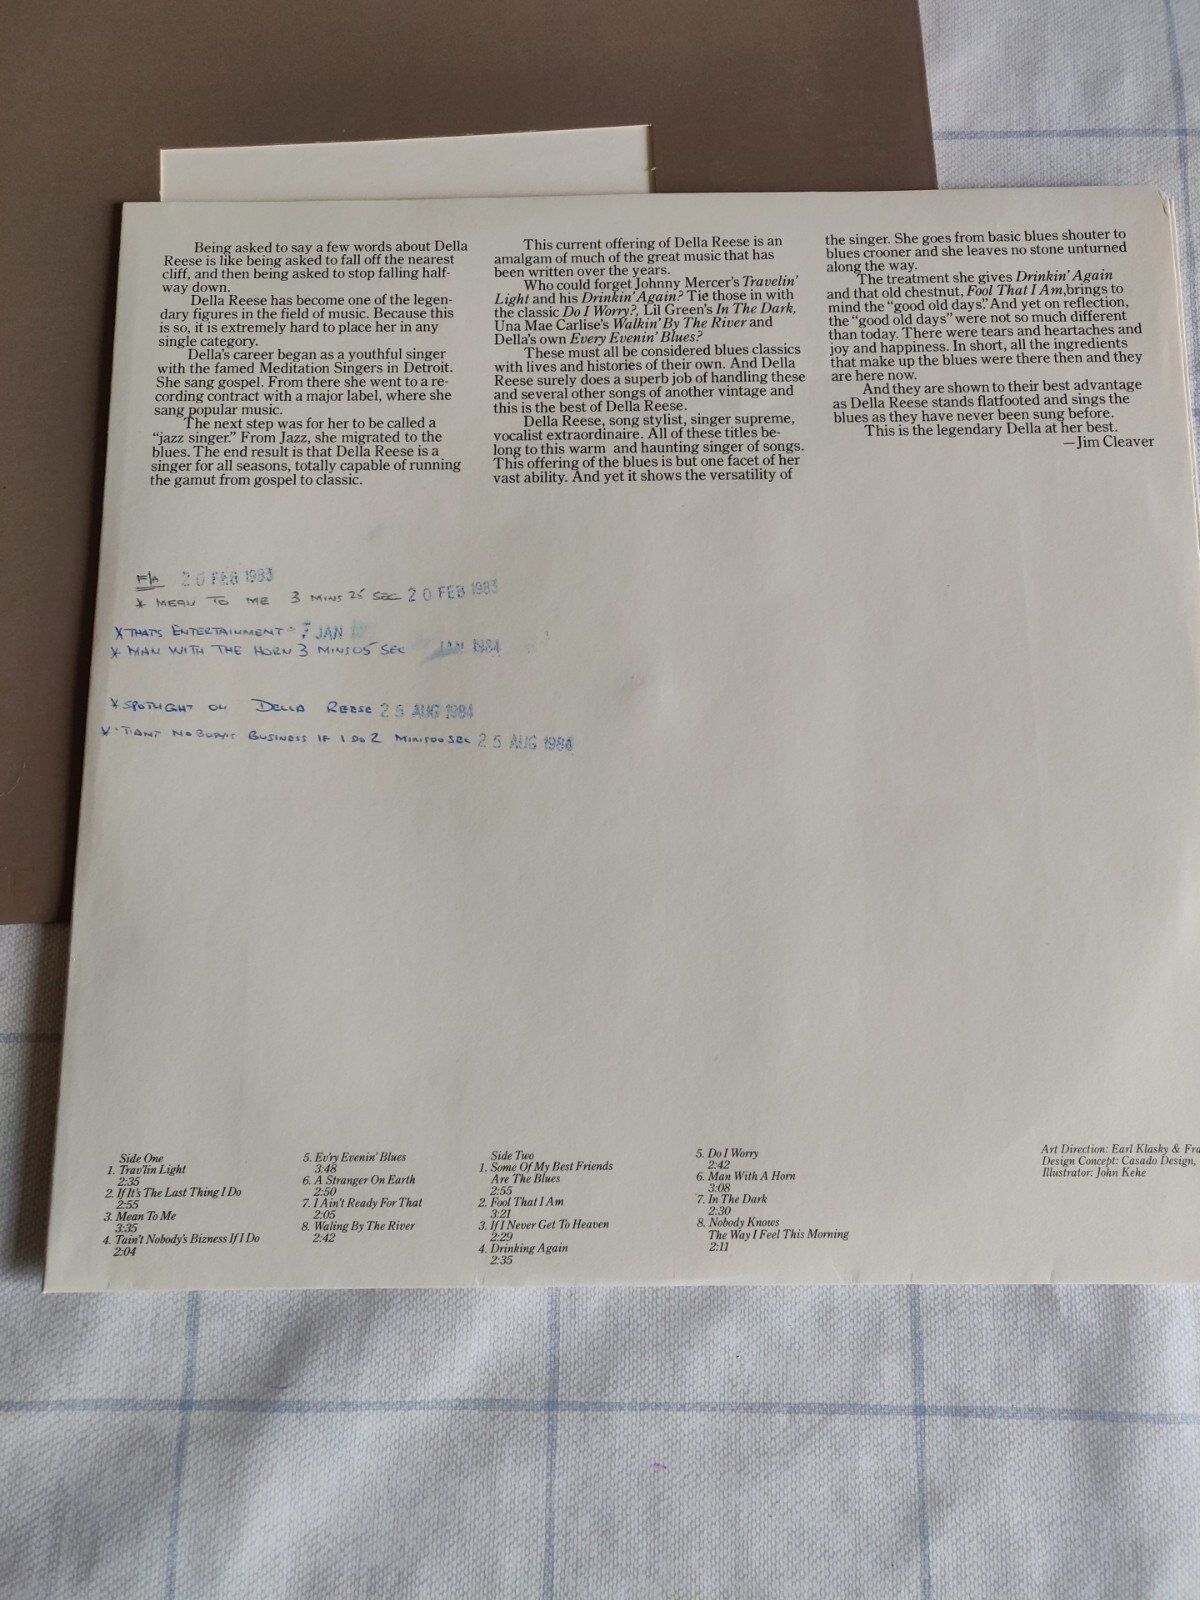 Being asked to say a few words about Della
Reese is like being asked to fall off the nearest
cliff, and then being asked to stop falling half-
way down.
Della Reese has become one of the legen-
dary figures in the field of music. Because this
is so, it is extremely hard to place her in any
single category.
Della's career began as a youthful singer
with the famed Meditation Singers in Detroit.
She sang gospel. From there she went to a re-
cording contract with a major label, where she
sang popular music.
The next step was for her to be called a
"jazz singer." From Jazz, she migrated to the
blues. The end result is that Della Reese is a
singer for all seasons, totally capable of running
the gamut from gospel to classic.
This current offering of Della Reese is an
amalgam of much of the great music that has
been written over the years.
Who could forget Johnny Mercer's Travelin'
Light and his Drinkin' Again? Tie those in with
the classic Do I Worry?, Lil Green's In The Dark,
Una Mae Carlise's Walkin' By The River and
Della's own Every Evenin' Blues?
These must all be considered blues classics
with lives and histories of their own. And Della
Reese surely does a superb job of handling these
and several other songs of another vintage and
this is the best of Della Reese.
Della Reese, song stylist, singer supreme,
vocalist extraordinaire. All of these titles be-
long to this warm and haunting singer of songs.
This offering of the blues is but one facet of her
vast ability. And yet it shows the versatility of
the singer. She goes from basic blues shouter to
blues crooner and she leaves no stone unturned
along the way.
The treatment she gives Drinkin' Again
and that old chestnut, Fool That I Am, brings to
mind the "good old days." And yet on reflection,
the "good old days" were not so much different
than today. There were tears and heartaches and
joy and happiness. In short, all the ingredients
that make up the blues were there then and they
are here now.
And they are shown to their best advantage
as Della Reese stands flatfooted and sings the
blues as they have never been sung before.
This is the legendary Della at her best.
—Jim Cleaver
F/A 20 FEB 1983
* MEAN TO ME 3 MINS 25 SEC 20 FEB 1983
* THATS ENTERTAINMENT 7 JAN
* MAN WITH THE HORN 3 MINS 05 SEC JAN 1984
* SPOTLIGHT ON DELLA REESE 25 AUG 1984
* TIANT NOBODY'S BUSINESS IF I DO 2 MINS 00 SEC 25 AUG 1984
Side One
1. Trav'lin Light
2:35
2. If It's The Last Thing I Do
2:55
3. Mean To Me
3:35
4. Tain't Nobody's Bizness If I Do
2:04
5. Ev'ry Evenin' Blues
3:48
6. A Stranger On Earth
2:50
7. I Ain't Ready For That
2:05
8. Waling By The River
2:42
Side Two
1. Some Of My Best Friends
Are The Blues
2:55
2. Fool That I Am
3:21
3. If I Never Get To Heaven
2:29
4. Drinking Again
2:35
5. Do I Worry
2:42
6. Man With A Horn
3:08
7. In The Dark
2:30
8. Nobody Knows
The Way I Feel This Morning
2:11
Art Direction: Earl Klasky & Fra
Design Concept: Casado Design,
Illustrator: John Kehe